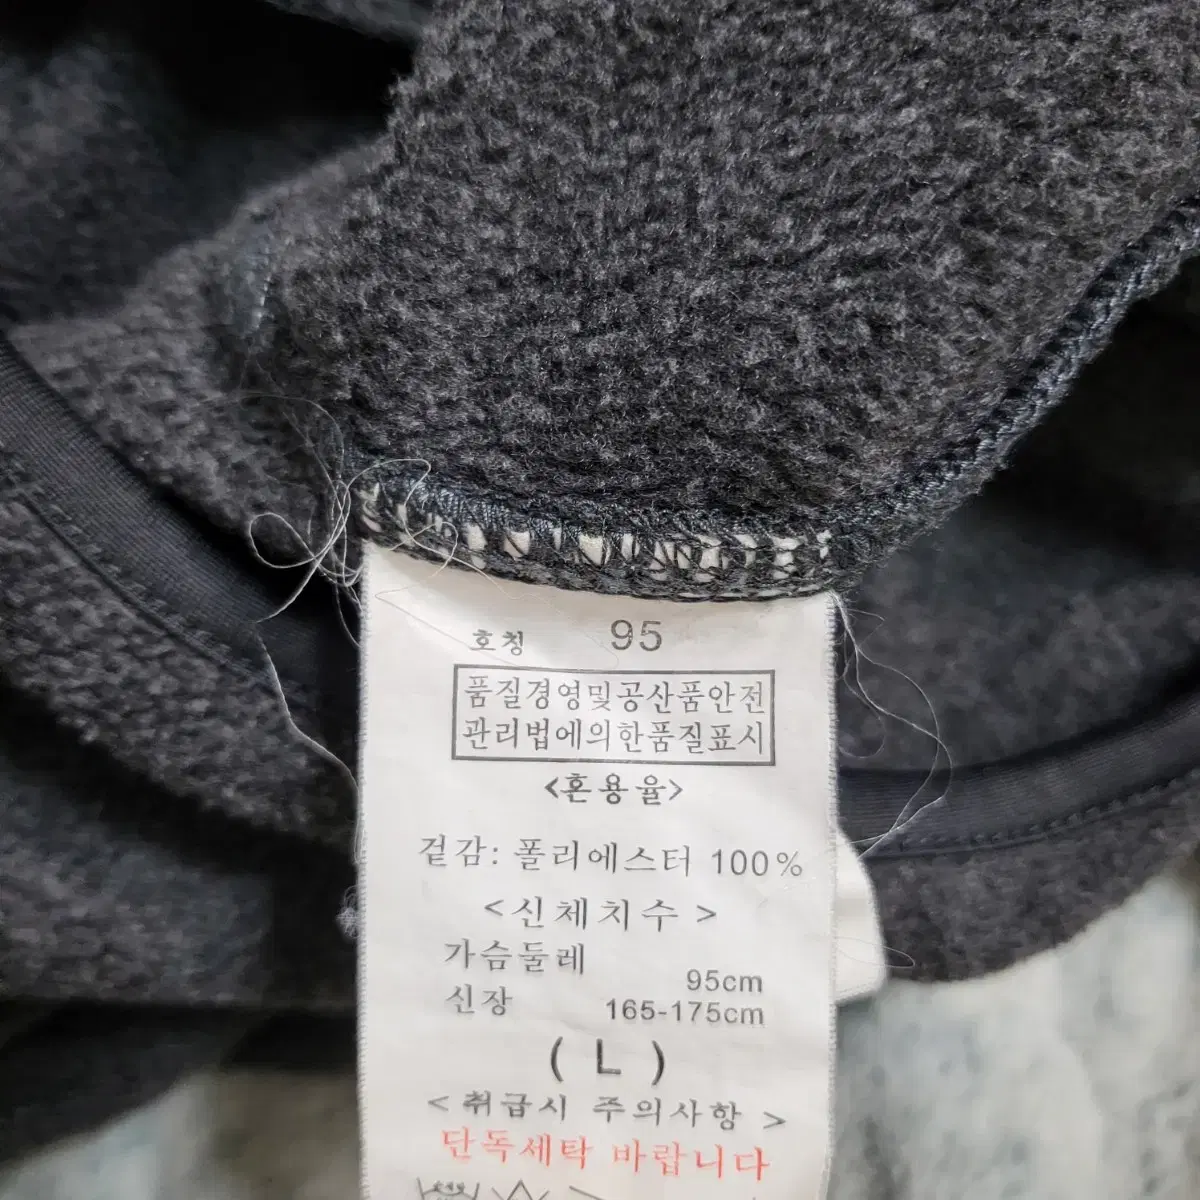 호칭 95
품질경영및공산품안전
관리법에의한품질표시
<혼용율>
겉감: 폴리에스터 100%
<신체치수>
가슴둘레 95cm
신장 165-175cm
( L )
<취급시 주의사항>
단독세탁 바랍니다